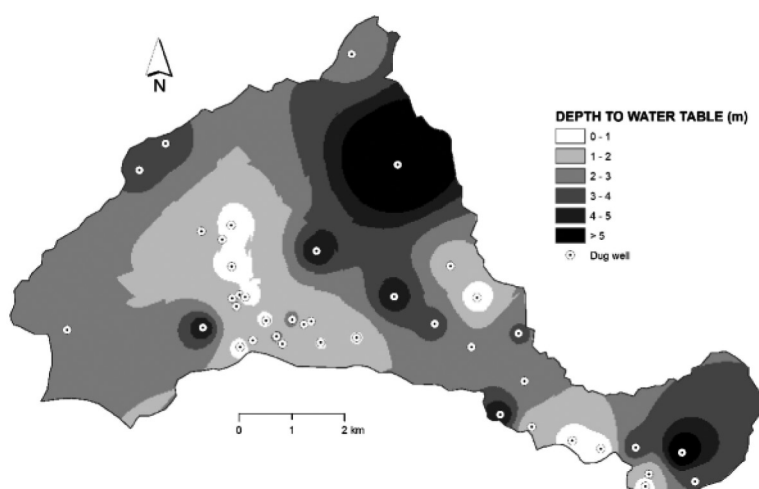 N
DEPTH TO WATER TABLE (m)
0 - 1
1 - 2
2 - 3
3 - 4
4 - 5
> 5
Dug well
0 1 2 km